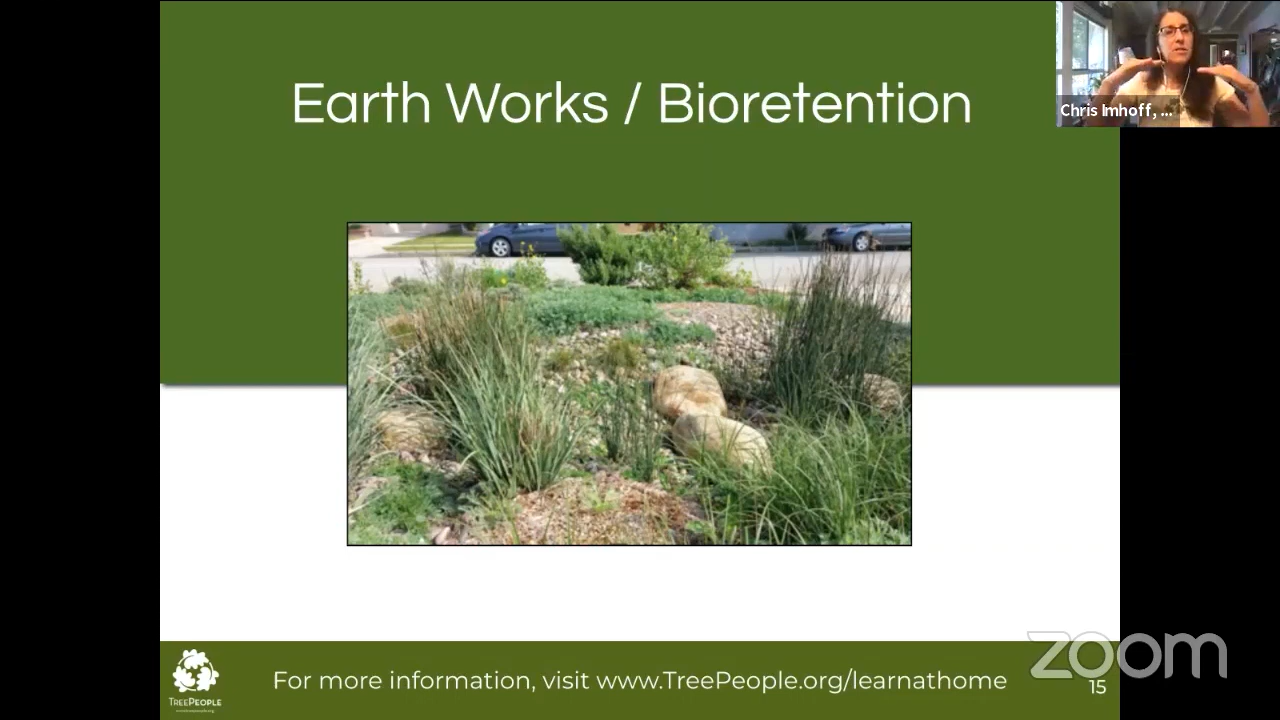 Earth Works / Bioretention
Chris Imhoff, ...
For more information, visit www.TreePeople.org/learnathome
TREEPEOPLE
15
zoom